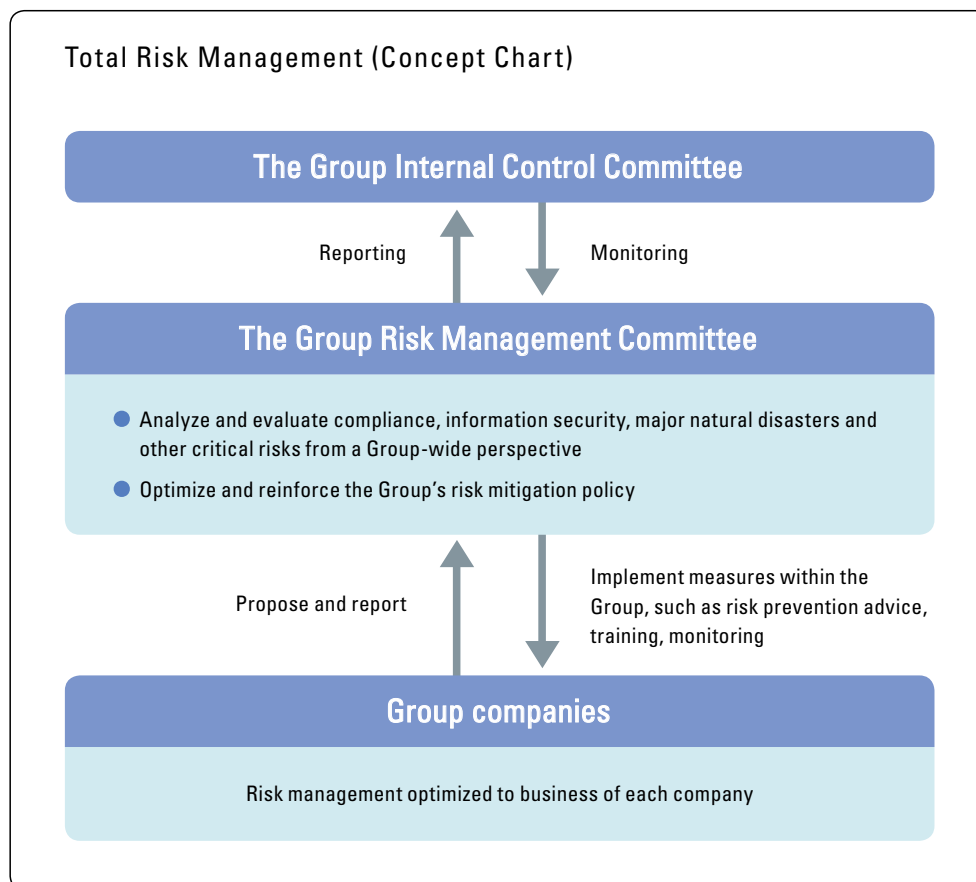 Total Risk Management (Concept Chart)
The Group Internal Control Committee
Reporting
Monitoring
The Group Risk Management Committee
● Analyze and evaluate compliance, information security, major natural disasters and
other critical risks from a Group-wide perspective
● Optimize and reinforce the Group's risk mitigation policy
Propose and report
Implement measures within the
Group, such as risk prevention advice,
training, monitoring
Group companies
Risk management optimized to business of each company